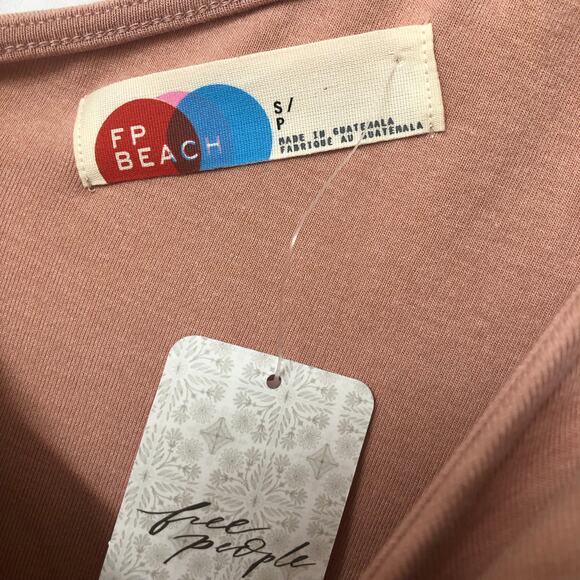 FP
BEACH
S/
P
MADE IN GUATEMALA
FABRIQUÉ AU GUATEMALA
free
people